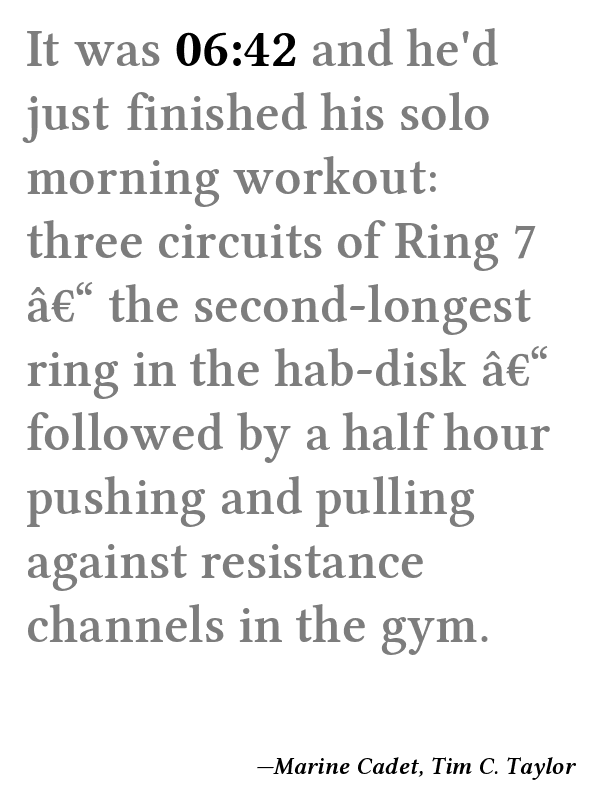 It was 06:42 and he'd
just finished his solo
morning workout:
three circuits of Ring 7
â€“ the second-longest
ring in the hab-disk â€“
followed by a half hour
pushing and pulling
against resistance
channels in the gym.
—Marine Cadet, Tim C. Taylor